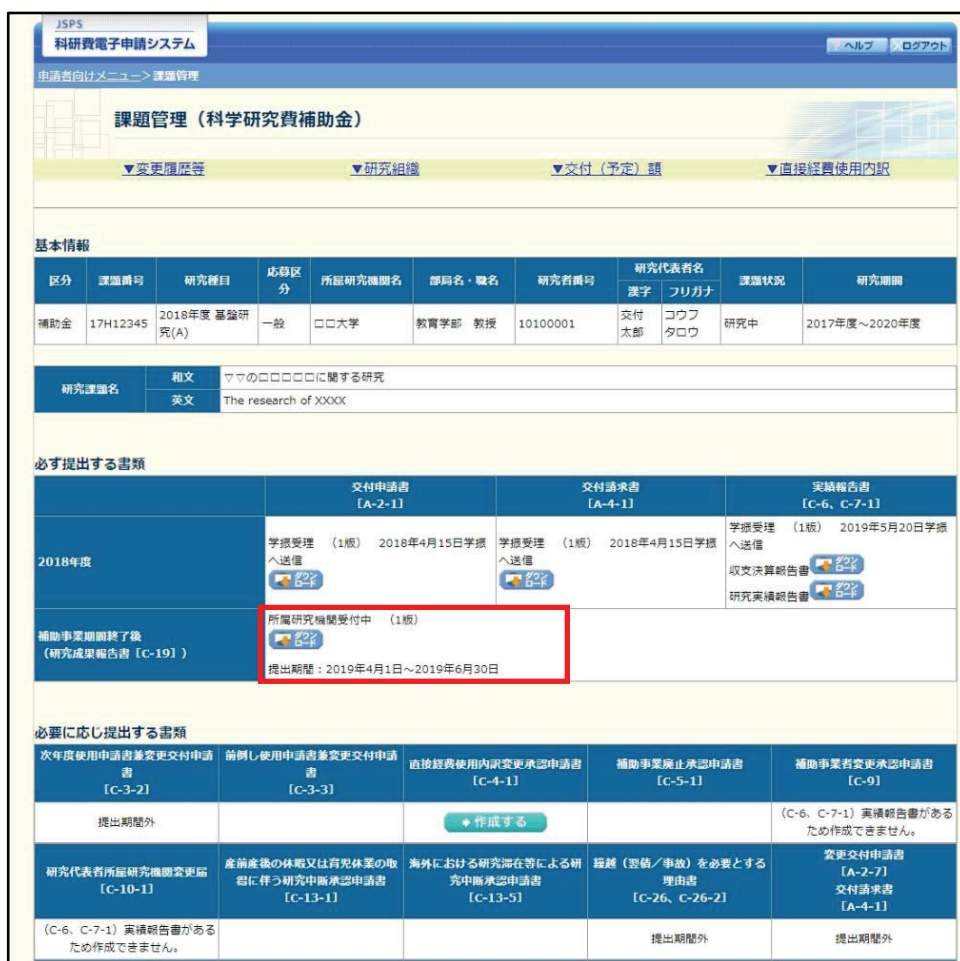 JSPS
科研費電子申請システム
ヘルプ ログアウト
申請者向けメニュー>課題管理
課題管理（科学研究費補助金）
▼変更履歴等 ▼研究組織 ▼交付（予定）額 ▼直接経費使用内訳
基本情報
区分 課題番号 研究種目 応募区分 所属研究機関名 部局名・職名 研究者番号 研究代表者名 課題状況 研究期間
漢字 フリガナ
補助金 17H12345 2018年度 基盤研究(A) 一般 □□大学 教育学部 教授 10100001 交付 太郎 コウフ タロウ 研究中 2017年度～2020年度
研究課題名 和文 ▽▽の□□□□□に関する研究
英文 The research of XXXX
必ず提出する書類
交付申請書 交付請求書 実績報告書
[A-2-1] [A-4-1] [C-6、C-7-1]
2018年度
学振受理 （1版） 2018年4月15日学振
へ送信
ダウンロード
学振受理 （1版） 2018年4月15日学振
へ送信
ダウンロード
学振受理 （1版） 2019年5月20日学振
へ送信
収支決算報告書 ダウンロード
研究実績報告書 ダウンロード
補助事業期間終了後
（研究成果報告書［C-19］）
所属研究機関受付中 （1版）
ダウンロード
提出期間：2019年4月1日～2019年6月30日
必要に応じ提出する書類
次年度使用申請書兼変更交付申請
書
[C-3-2]
前倒し使用申請書兼変更交付申請
書
[C-3-3]
直接経費使用内訳変更承認申請書
[C-4-1]
補助事業廃止承認申請書
[C-5-1]
補助事業者変更承認申請書
[C-9]
提出期間外
作成する
（C-6、C-7-1）実績報告書がある
ため作成できません。
研究代表者所属研究機関変更届
[C-10-1]
産前産後の休暇又は育児休業の取
得に伴う研究中断承認申請書
[C-13-1]
海外における研究滞在等による研
究中断承認申請書
[C-13-5]
繰越（翌債／事故）を必要とする
理由書
[C-26、C-26-2]
変更交付申請書
[A-2-7]
交付請求書
[A-4-1]
（C-6、C-7-1）実績報告書がある
ため作成できません。
提出期間外
提出期間外